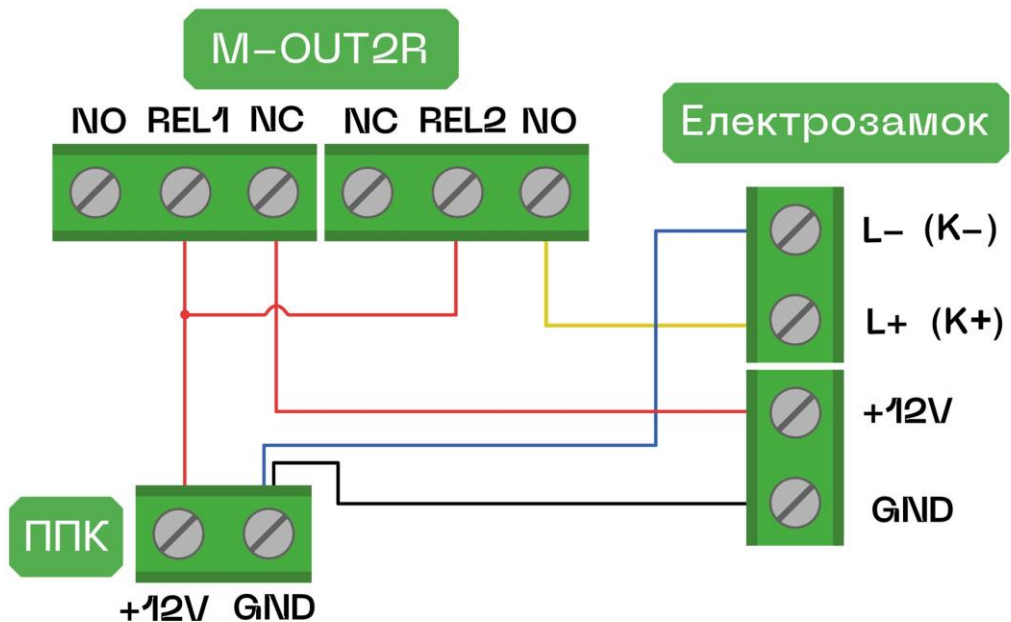 M-OUT2R
NO REL1 NC NC REL2 NO
Електрозамок
L- (K-)
L+ (K+)
+12V
GND
ППК
+12V GND